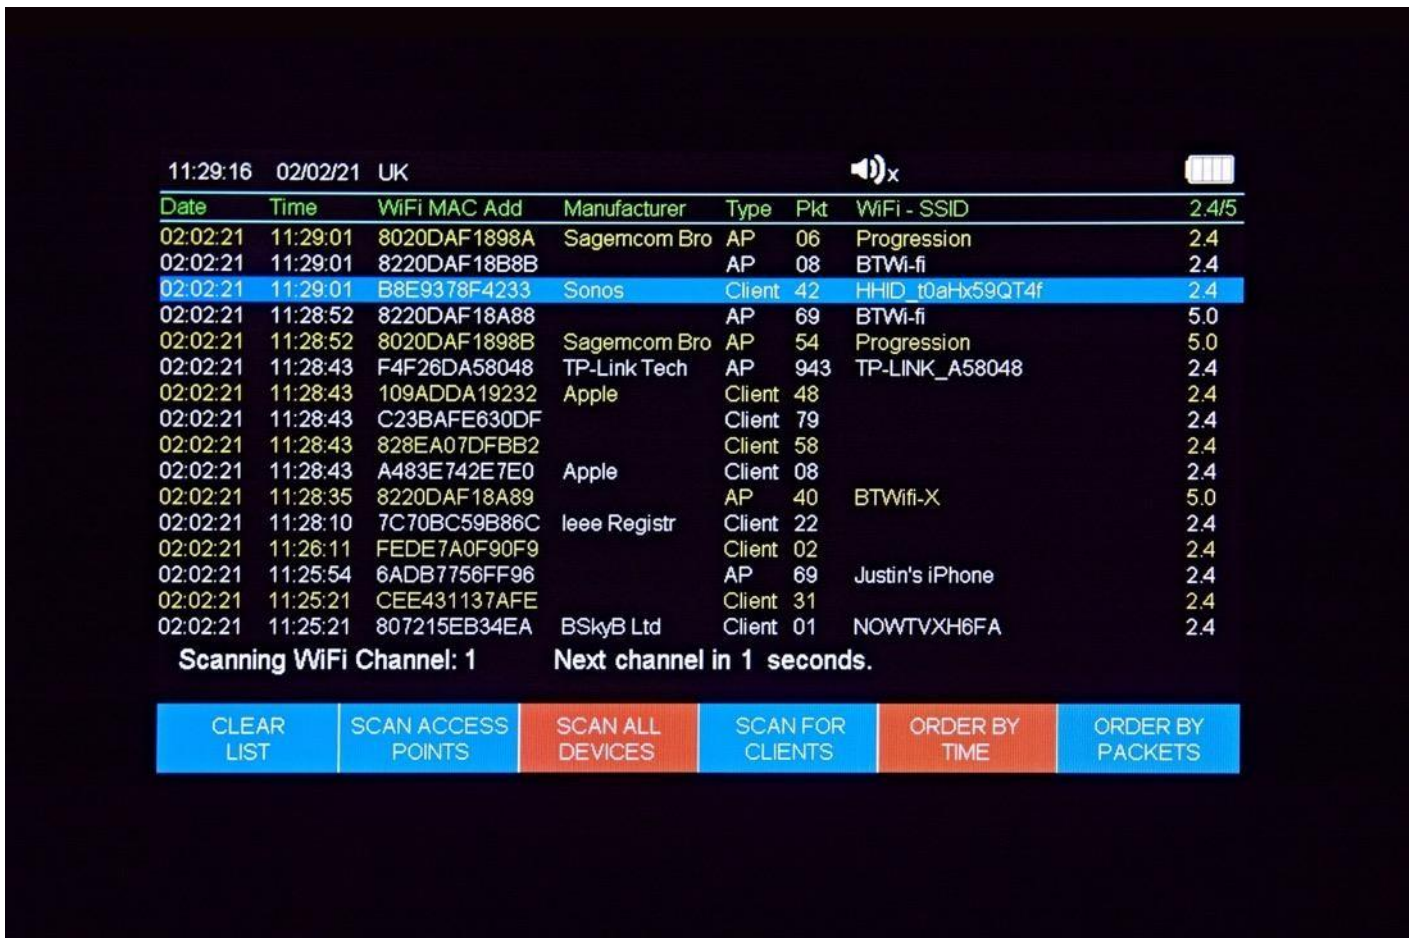 11:29:16 02/02/21 UK x
Date Time WiFi MAC Add Manufacturer Type Pkt WiFi - SSID 2.4/5
02:02:21 11:29:01 8020DAF1898A Sagemcom Bro AP 06 Progression 2.4
02:02:21 11:29:01 8220DAF18B8B AP 08 BTWi-fi 2.4
02:02:21 11:29:01 B8E9378F4233 Sonos Client 42 HHID_t0aHx59QT4f 2.4
02:02:21 11:28:52 8220DAF18A88 AP 69 BTWi-fi 5.0
02:02:21 11:28:52 8020DAF1898B Sagemcom Bro AP 54 Progression 5.0
02:02:21 11:28:43 F4F26DA58048 TP-Link Tech AP 943 TP-LINK_A58048 2.4
02:02:21 11:28:43 109ADDA19232 Apple Client 48 2.4
02:02:21 11:28:43 C23BAFE630DF Client 79 2.4
02:02:21 11:28:43 828EA07DFBB2 Client 58 2.4
02:02:21 11:28:43 A483E742E7E0 Apple Client 08 2.4
02:02:21 11:28:35 8220DAF18A89 AP 40 BTWifi-X 5.0
02:02:21 11:28:10 7C70BC59B86C Ieee Registr Client 22 2.4
02:02:21 11:26:11 FEDE7A0F90F9 Client 02 2.4
02:02:21 11:25:54 6ADB7756FF96 AP 69 Justin's iPhone 2.4
02:02:21 11:25:21 CEE431137AFE Client 31 2.4
02:02:21 11:25:21 807215EB34EA BSkyB Ltd Client 01 NOWTVXH6FA 2.4
Scanning WiFi Channel: 1 Next channel in 1 seconds.
CLEAR LIST
SCAN ACCESS POINTS
SCAN ALL DEVICES
SCAN FOR CLIENTS
ORDER BY TIME
ORDER BY PACKETS